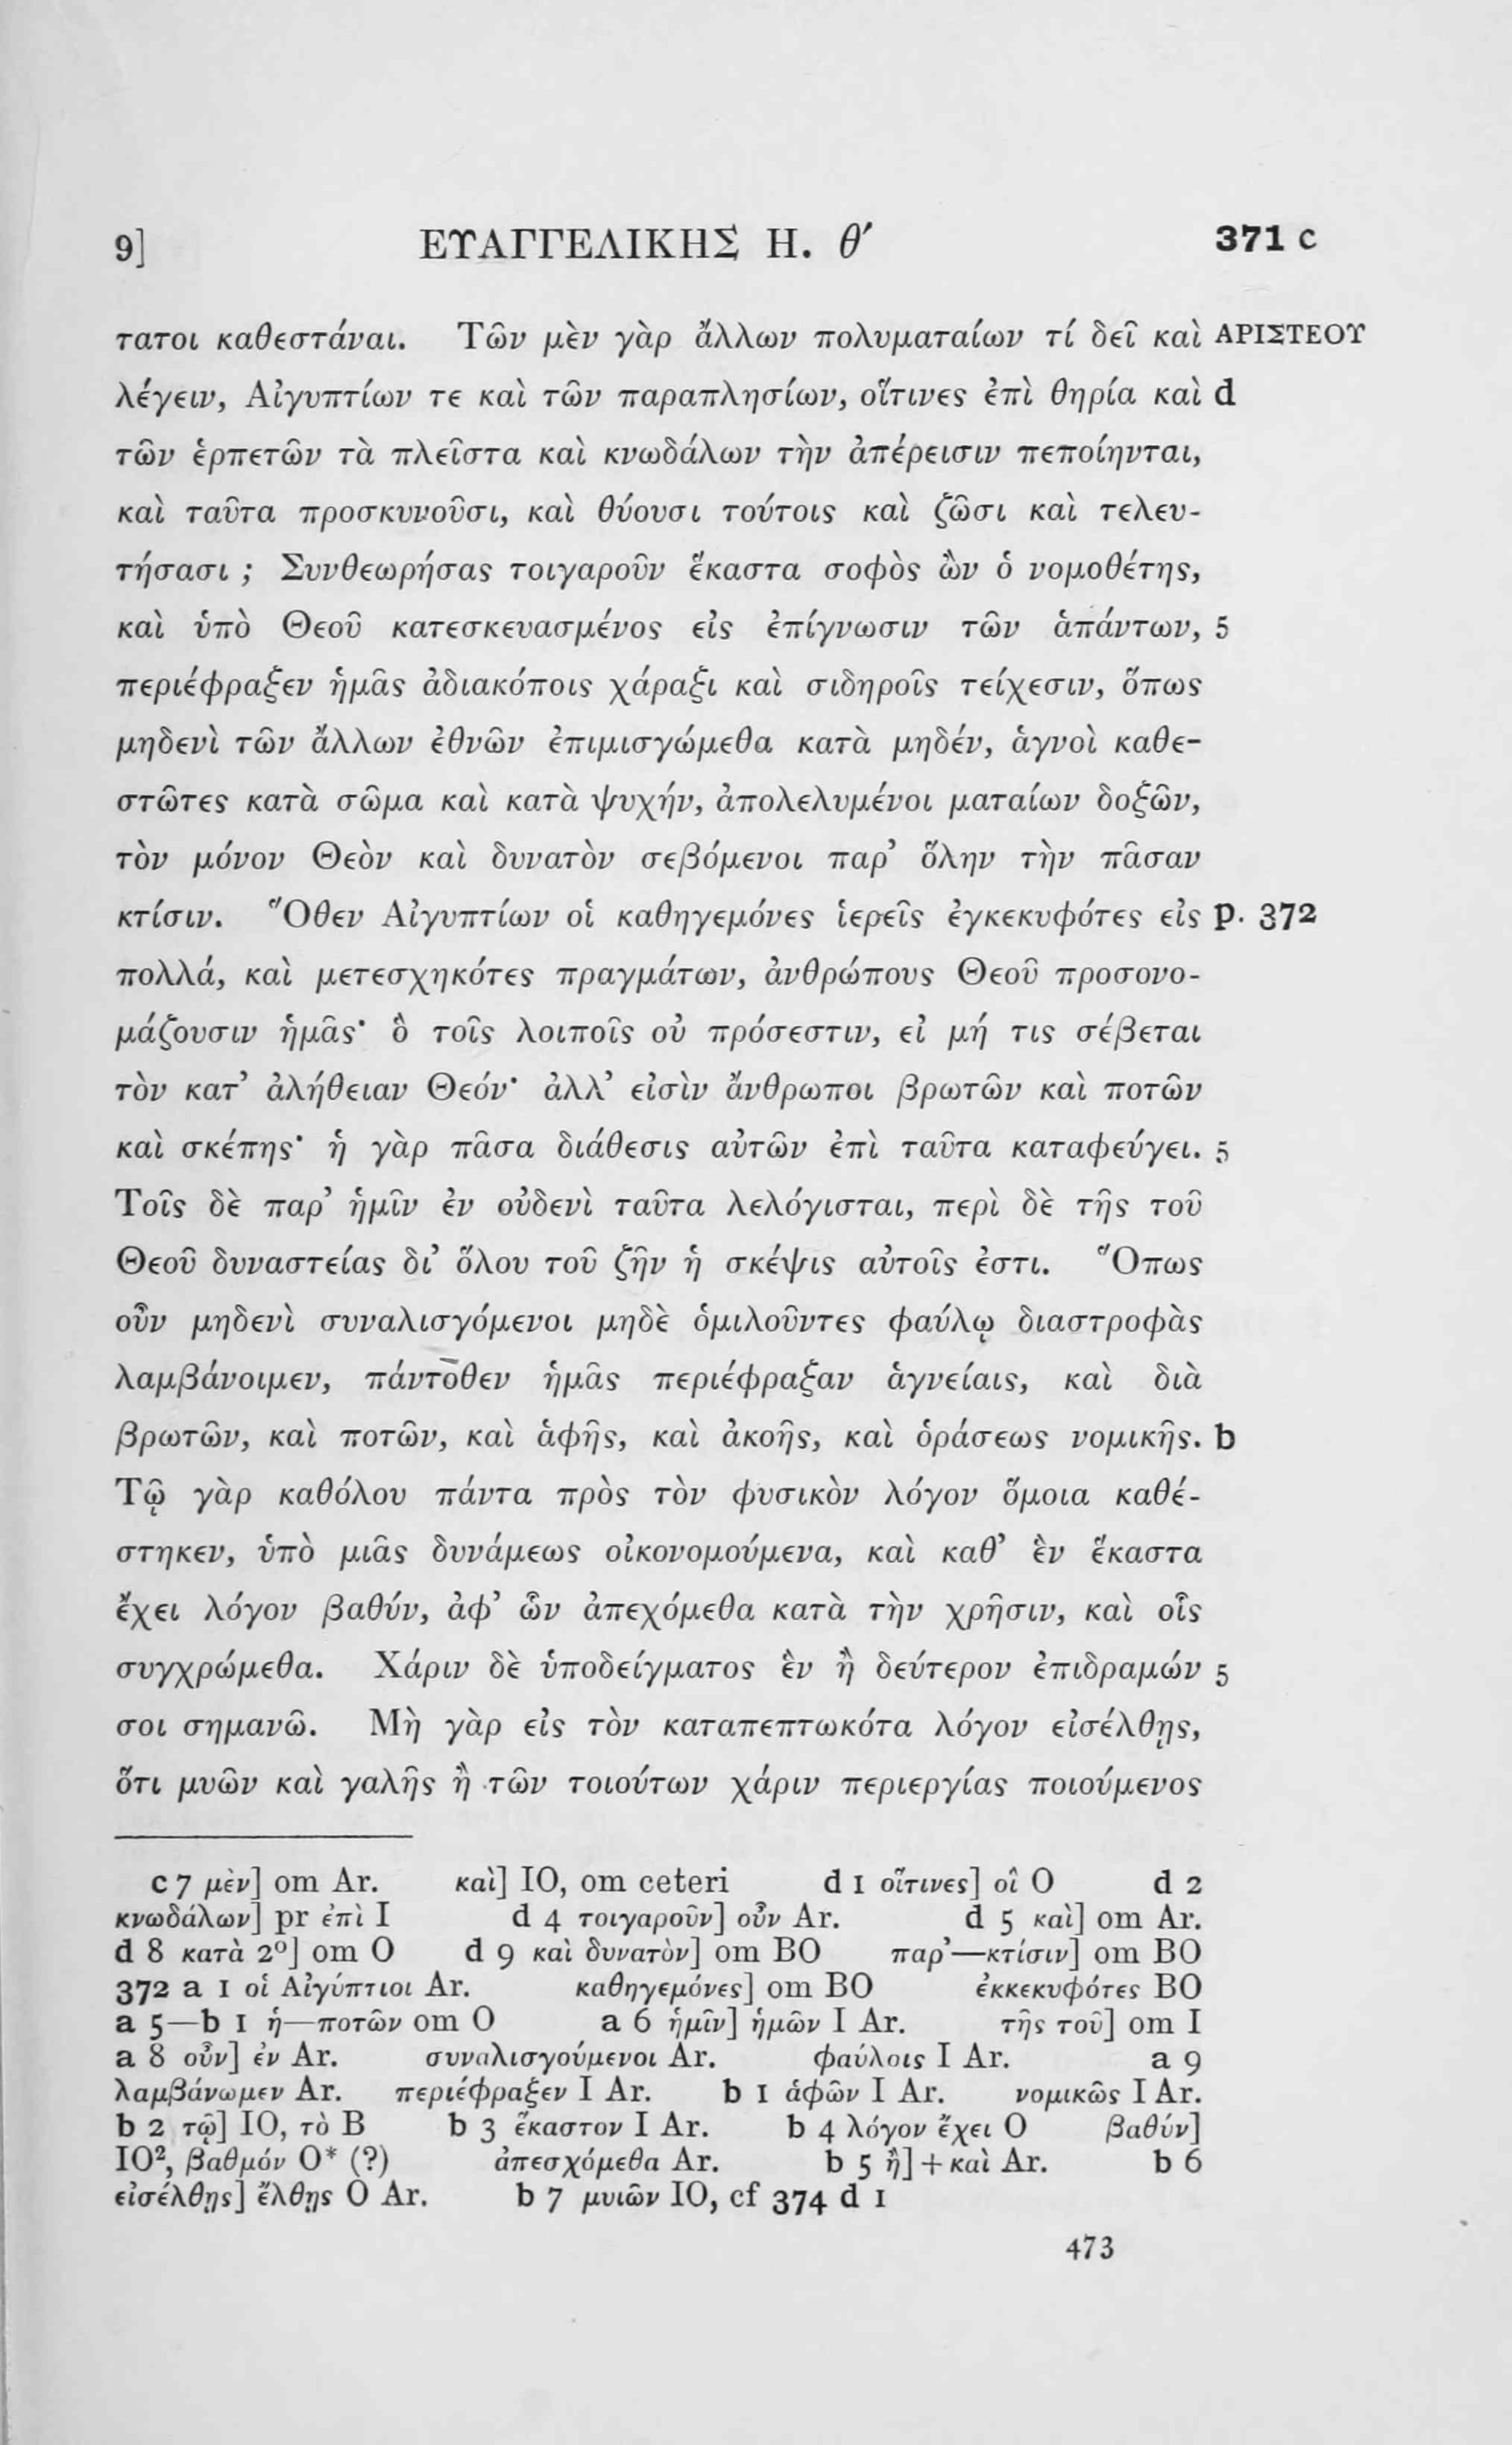 9] ΕΥΑΓΓΕΛΙΚΗΣ Η. θ′ 371 c
τατοι καθεστάναι. Τῶν μὲν γὰρ ἄλλων πολυματαίων τί δεῖ καὶ ΑΡΙΣΤΕΟΥ
λέγειν, Αἰγυπτίων τε καὶ τῶν παραπλησίων, οἵτινες ἐπὶ θηρία καὶ d
τῶν ἑρπετῶν τὰ πλεῖστα καὶ κνωδάλων τὴν ἀπέρεισιν πεποίηνται,
καὶ ταῦτα προσκυνοῦσι, καὶ θύουσι τούτοις καὶ ζῶσι καὶ τελευ-
τήσασι ; Συνθεωρήσας τοιγαροῦν ἕκαστα σοφὸς ὢν ὁ νομοθέτης,
καὶ ὑπὸ Θεοῦ κατεσκευασμένος εἰς ἐπίγνωσιν τῶν ἁπάντων, 5
περιέφραξεν ἡμᾶς ἀδιακόποις χάραξι καὶ σιδηροῖς τείχεσιν, ὅπως
μηδενὶ τῶν ἄλλων ἐθνῶν ἐπιμισγώμεθα κατὰ μηδέν, ἁγνοὶ καθε-
στῶτες κατὰ σῶμα καὶ κατὰ ψυχήν, ἀπολελυμένοι ματαίων δοξῶν,
τὸν μόνον Θεὸν καὶ δυνατὸν σεβόμενοι παρ’ ὅλην τὴν πᾶσαν
κτίσιν. Ὅθεν Αἰγυπτίων οἱ καθηγεμόνες ἱερεῖς ἐγκεκυφότες εἰς p. 372
πολλά, καὶ μετεσχηκότες πραγμάτων, ἀνθρώπους Θεοῦ προσονο-
μάζουσιν ἡμᾶς· ὃ τοῖς λοιποῖς οὐ πρόσεστιν, εἰ μή τις σέβεται
τὸν κατ’ ἀλήθειαν Θεόν· ἀλλ’ εἰσὶν ἄνθρωποι βρωτῶν καὶ ποτῶν
καὶ σκέπης· ἡ γὰρ πᾶσα διάθεσις αὐτῶν ἐπὶ ταῦτα καταφεύγει. 5
Τοῖς δὲ παρ’ ἡμῖν ἐν οὐδενὶ ταῦτα λελόγισται, περὶ δὲ τῆς τοῦ
Θεοῦ δυναστείας δι’ ὅλου τοῦ ζῆν ἡ σκέψις αὐτοῖς ἐστι. Ὅπως
οὖν μηδενὶ συναλισγόμενοι μηδὲ ὁμιλοῦντες φαύλῳ διαστροφὰς
λαμβάνοιμεν, πάντοθεν ἡμᾶς περιέφραξαν ἁγνείαις, καὶ διὰ
βρωτῶν, καὶ ποτῶν, καὶ ἁφῆς, καὶ ἀκοῆς, καὶ ὁράσεως νομικῆς. b
Τῷ γὰρ καθόλου πάντα πρὸς τὸν φυσικὸν λόγον ὅμοια καθέ-
στηκεν, ὑπὸ μιᾶς δυνάμεως οἰκονομούμενα, καὶ καθ’ ἓν ἕκαστα
ἔχει λόγον βαθύν, ἀφ’ ὧν ἀπεχόμεθα κατὰ τὴν χρῆσιν, καὶ οἷς
συγχρώμεθα. Χάριν δὲ ὑποδείγματος ἓν ἢ δεύτερον ἐπιδραμών 5
σοι σημανῶ. Μὴ γὰρ εἰς τὸν καταπεπτωκότα λόγον εἰσέλθῃς,
ὅτι μυῶν καὶ γαλῆς ἢ τῶν τοιούτων χάριν περιεργίας ποιούμενος
c 7 μὲν] om Ar. καὶ] IO, om ceteri d 1 οἵτινες] οἳ O d 2
κνωδάλων] pr ἐπὶ I d 4 τοιγαροῦν] οὖν Ar. d 5 καὶ] om Ar.
d 8 κατὰ 2º] om O d 9 καὶ δυνατὸν] om BO παρ’—κτίσιν] om BO
372 a 1 οἱ Αἰγύπτιοι Ar. καθηγεμόνες] om BO ἐκκεκυφότες BO
a 5—b 1 ἡ—ποτῶν om O a 6 ἡμῖν] ἡμῶν I Ar. τῆς τοῦ] om I
a 8 οὖν] ἐν Ar. συναλισγούμενοι Ar. φαύλοις I Ar. a 9
λαμβάνωμεν Ar. περιέφραξεν I Ar. b 1 ἁφῶν I Ar. νομικῶς I Ar.
b 2 τῷ] IO, τὸ B b 3 ἕκαστον I Ar. b 4 λόγον ἔχει O βαθύν]
IO², βαθμόν O* (?) ἀπεσχόμεθα Ar. b 5 ἢ] + καὶ Ar. b 6
εἰσέλθῃς] ἔλθῃς O Ar. b 7 μυιῶν IO, cf 374 d 1
473